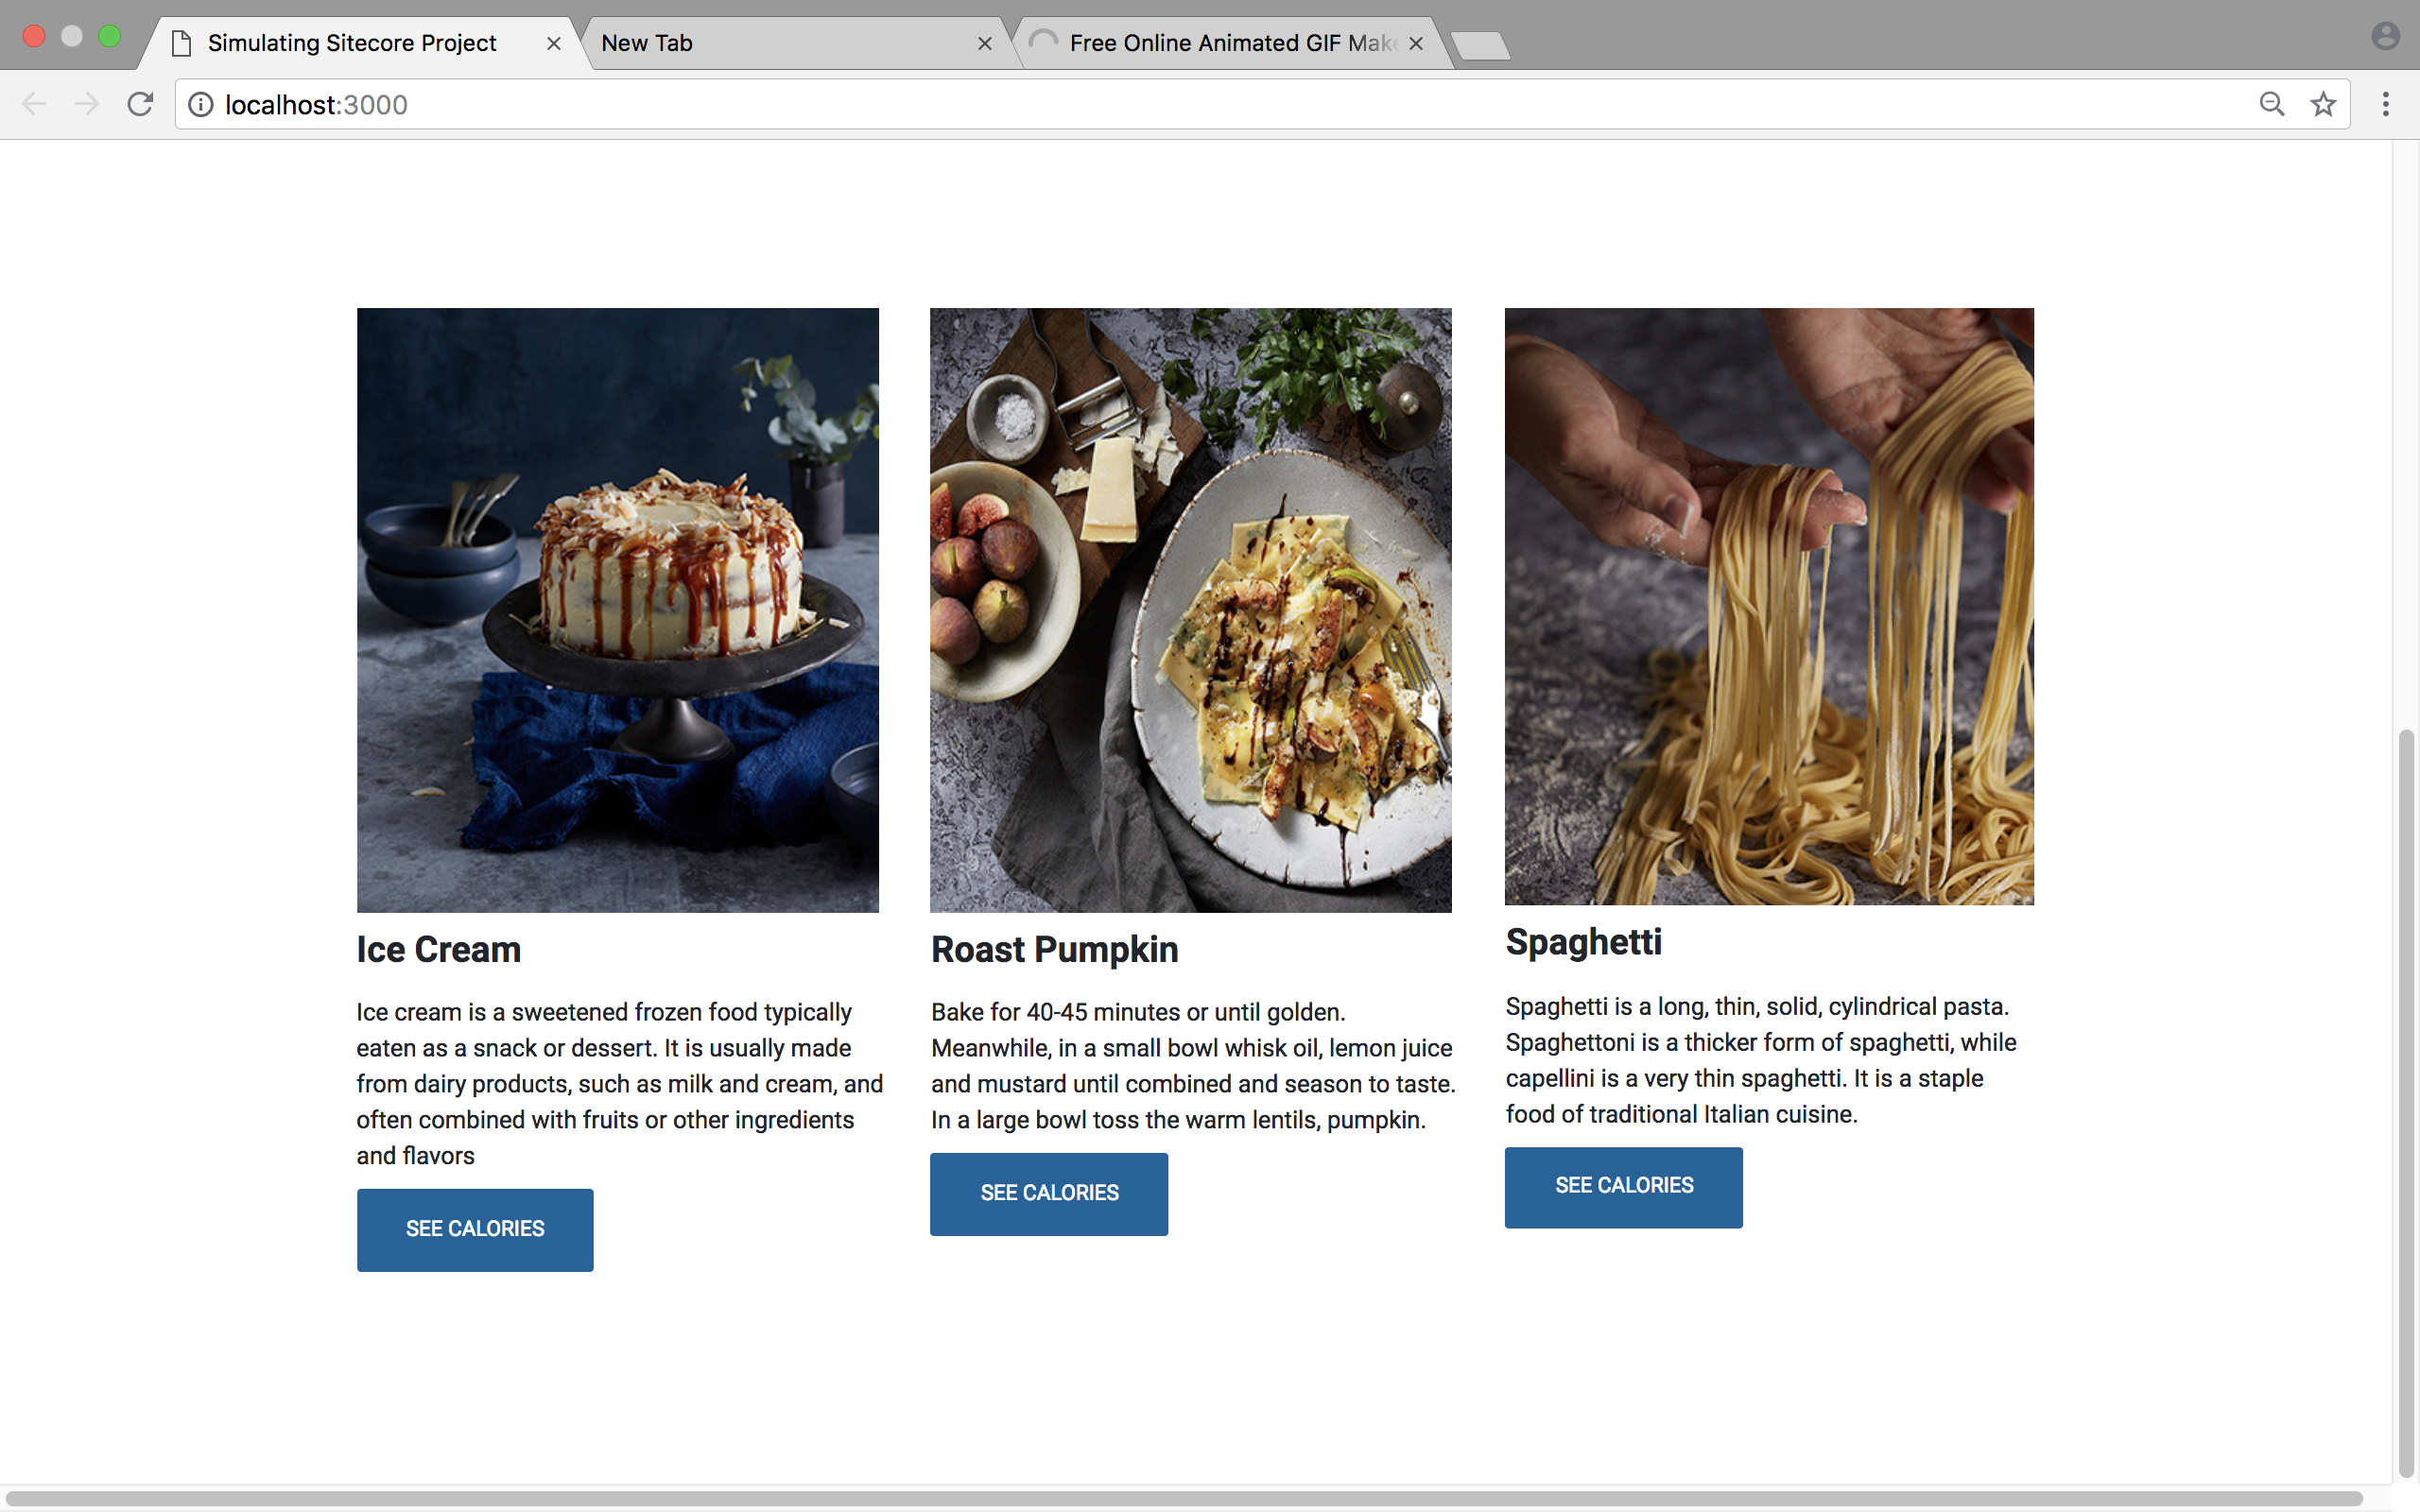 Simulating Sitecore Project
New Tab
Free Online Animated GIF Make
localhost:3000
Ice Cream
Ice cream is a sweetened frozen food typically
eaten as a snack or dessert. It is usually made
from dairy products, such as milk and cream, and
often combined with fruits or other ingredients
and flavors
SEE CALORIES
Roast Pumpkin
Bake for 40-45 minutes or until golden.
Meanwhile, in a small bowl whisk oil, lemon juice
and mustard until combined and season to taste.
In a large bowl toss the warm lentils, pumpkin.
SEE CALORIES
Spaghetti
Spaghetti is a long, thin, solid, cylindrical pasta.
Spaghettoni is a thicker form of spaghetti, while
capellini is a very thin spaghetti. It is a staple
food of traditional Italian cuisine.
SEE CALORIES